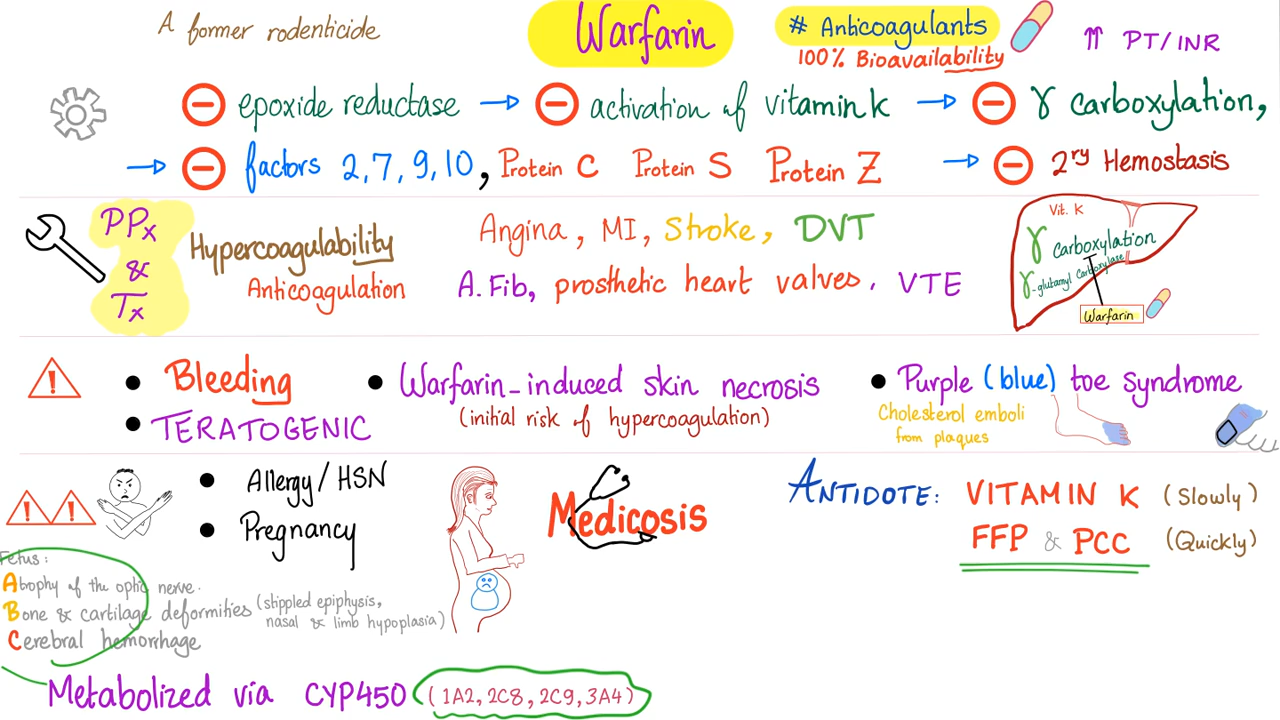 A former rodenticide
Warfarin
# Anticoagulants
100% Bioavailability
⇈ PT/INR
⊖ epoxide reductase → ⊖ activation of vitamin K → ⊖ γ carboxylation,
→ ⊖ factors 2, 7, 9, 10, Protein C Protein S Protein Z → ⊖ 2ry Hemostasis
PPx
&
Tx
Hypercoagulability
Anticoagulation
Angina, MI, Stroke, DVT
A. Fib, prosthetic heart valves, VTE
Vit. K
γ carboxylation
γ-glutamyl carboxylase
Warfarin
• Bleeding
• TERATOGENIC
• Warfarin-induced skin necrosis
(initial risk of hypercoagulation)
• Purple (blue) toe syndrome
Cholesterol emboli
from plaques
• Allergy/HSN
• Pregnancy
Medicosis
ANTIDOTE: VITAMIN K (Slowly)
FFP & PCC (Quickly)
Fetus:
Atrophy of the optic nerve.
Bone & cartilage deformities (stippled epiphysis,
nasal & limb hypoplasia)
Cerebral hemorrhage
Metabolized via CYP450 (1A2, 2C8, 2C9, 3A4)